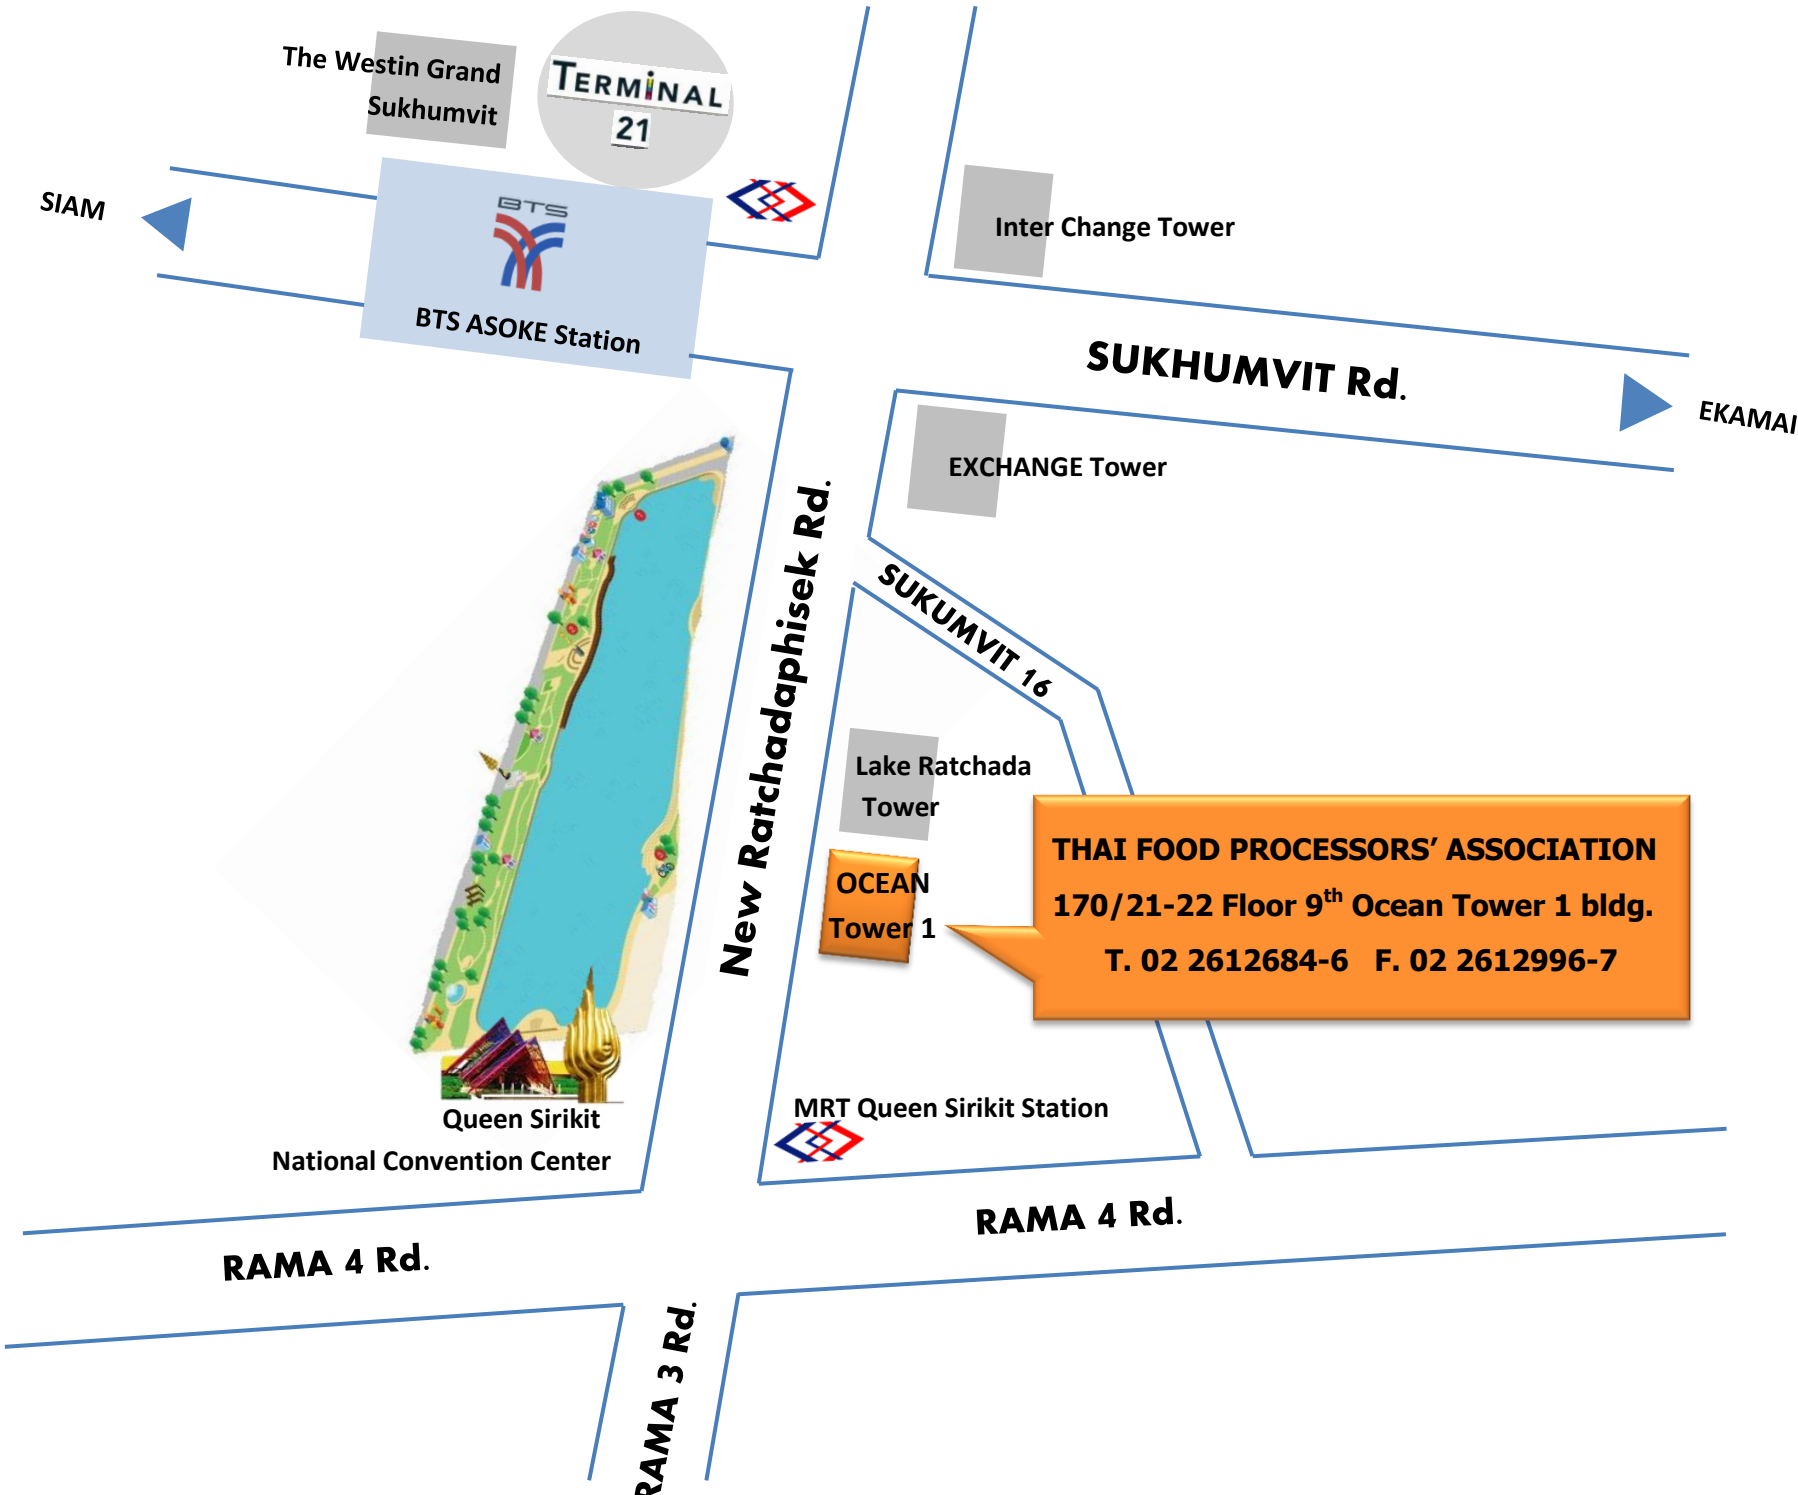 The Westin Grand
Sukhumvit
TERMINAL
21
SIAM
BTS
BTS ASOKE Station
Inter Change Tower
SUKHUMVIT Rd.
EKAMAI
EXCHANGE Tower
New Ratchadaphisek Rd.
SUKUMVIT 16
Lake Ratchada
Tower
OCEAN
Tower 1
THAI FOOD PROCESSORS’ ASSOCIATION
170/21-22 Floor 9th Ocean Tower 1 bldg.
T. 02 2612684-6 F. 02 2612996-7
Queen Sirikit
National Convention Center
MRT Queen Sirikit Station
RAMA 4 Rd.
RAMA 4 Rd.
RAMA 3 Rd.